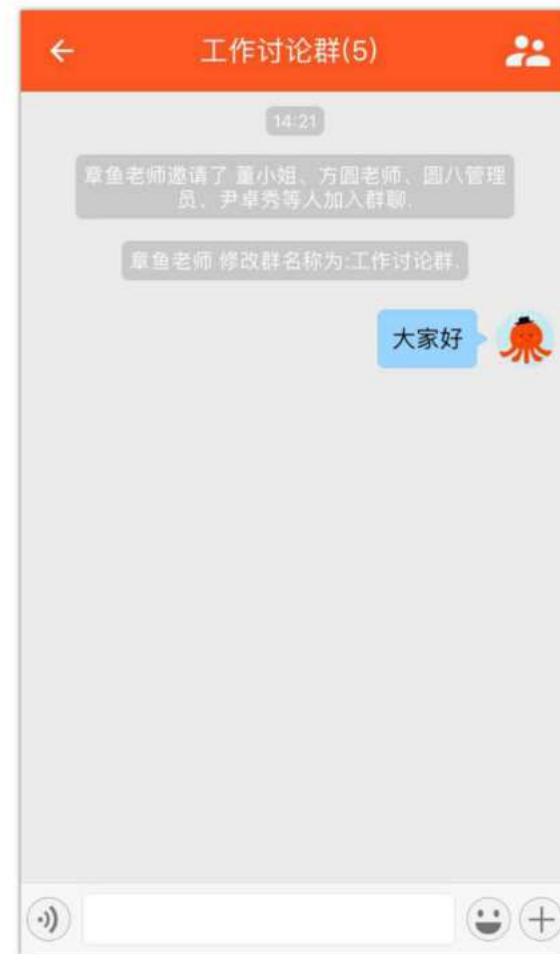 工作讨论群(5)
14:21
章鱼老师邀请了 董小姐、方圆老师、圆八管理
员、尹卓秀等人加入群聊.
章鱼老师 修改群名称为:工作讨论群.
大家好